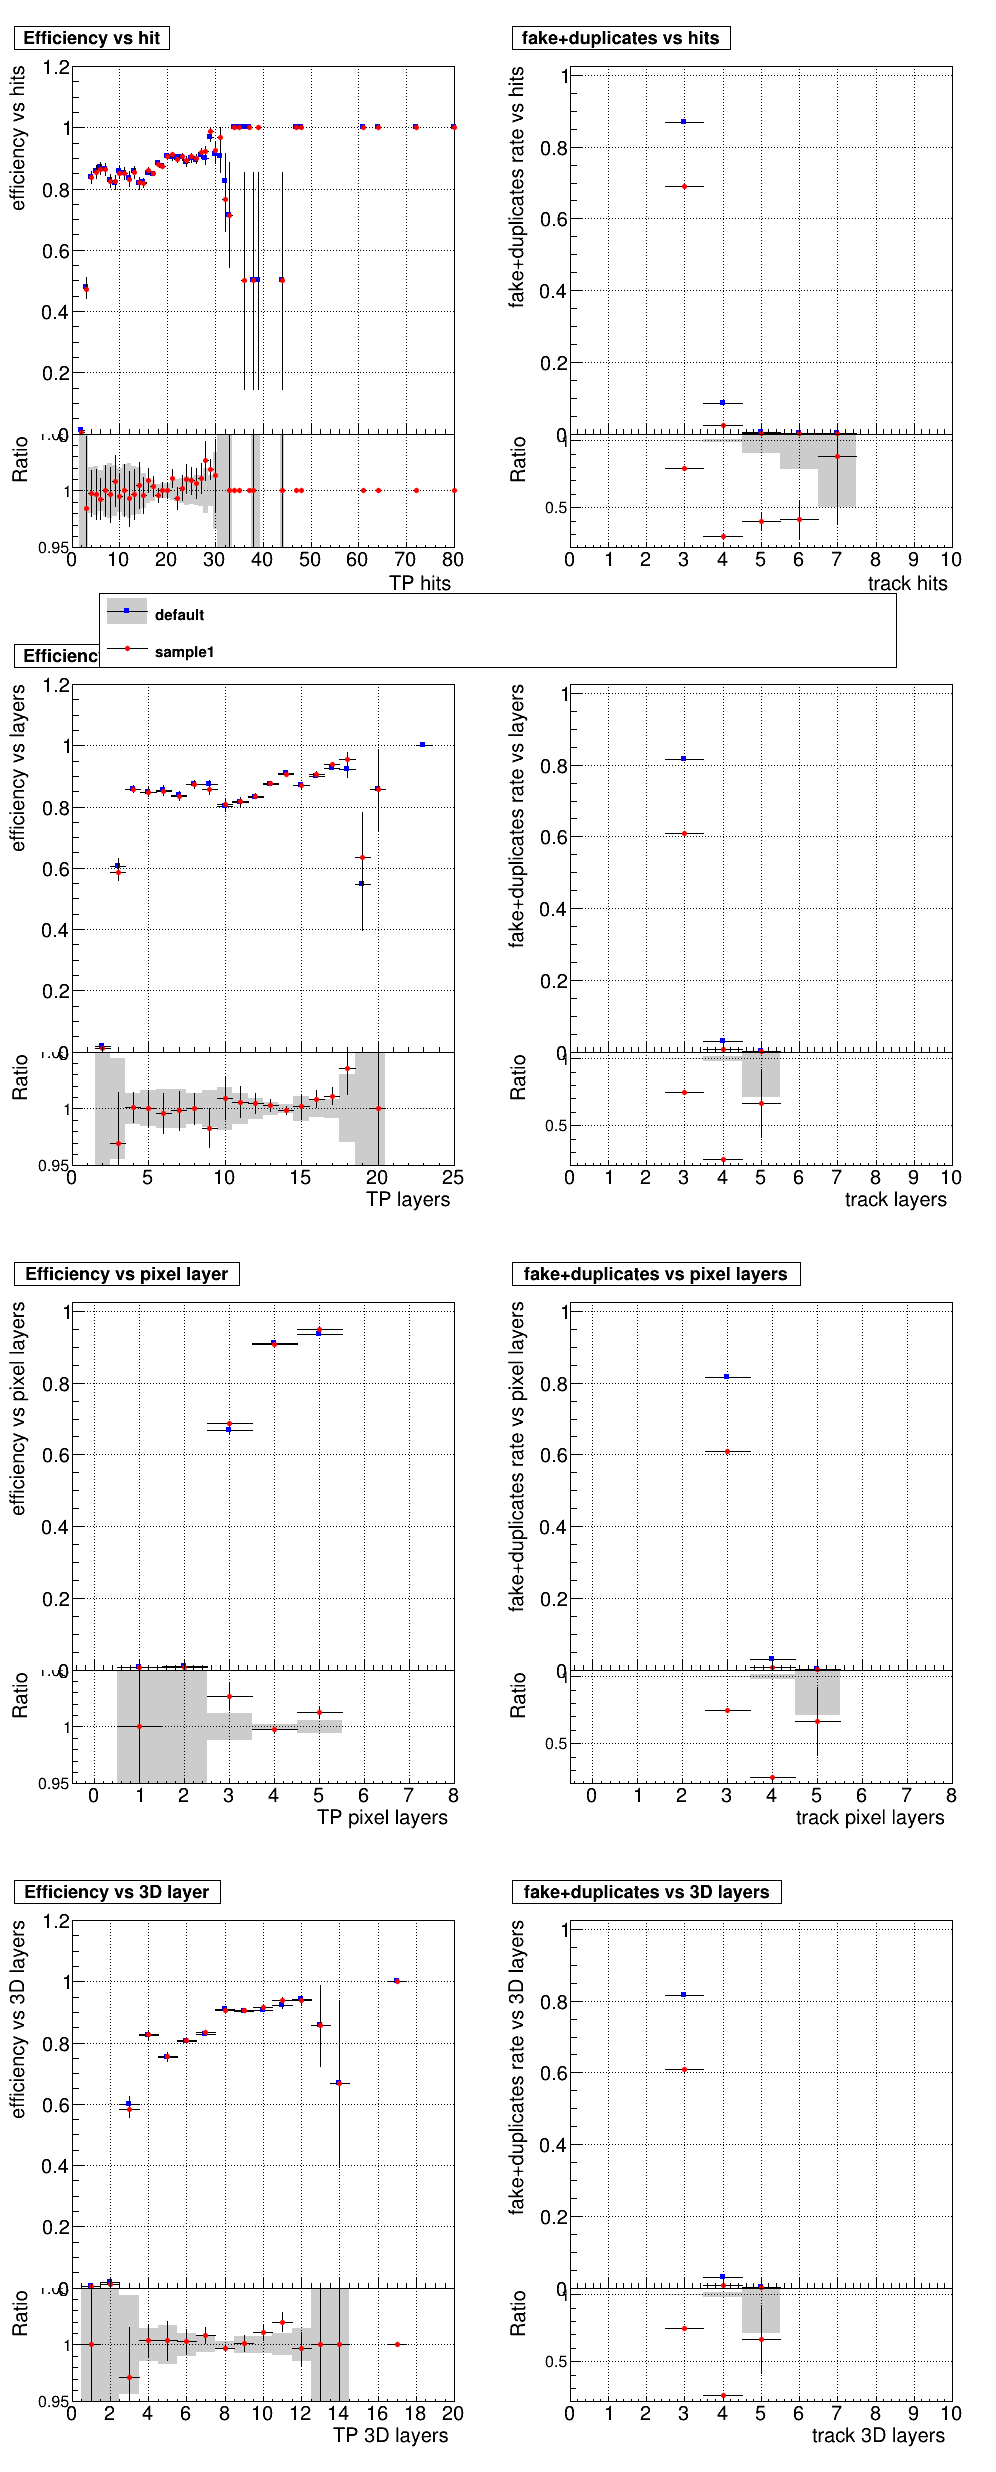 Efficiency vs hit
fake+duplicates vs hits
efficiency vs hits
1.2
1
0.8
0.6
0.4
0.2
0
Ratio
1
0.95
0 10 20 30 40 50 60 70 80
TP hits
fake+duplicates rate vs hits
1
0.8
0.6
0.4
0.2
Ratio
1
0.5
0 1 2 3 4 5 6 7 8 9 10
track hits
default
sample1
Efficienc
efficiency vs layers
1.2
1
0.8
0.6
0.4
0.2
0
Ratio
1
0.95
0 5 10 15 20 25
TP layers
fake+duplicates rate vs layers
1
0.8
0.6
0.4
0.2
Ratio
1
0.5
0 1 2 3 4 5 6 7 8 9 10
track layers
Efficiency vs pixel layer
fake+duplicates vs pixel layers
efficiency vs pixel layers
1
0.8
0.6
0.4
0.2
0
Ratio
1
0.95
0 1 2 3 4 5 6 7 8
TP pixel layers
fake+duplicates rate vs pixel layers
1
0.8
0.6
0.4
0.2
Ratio
1
0.5
0 1 2 3 4 5 6 7 8
track pixel layers
Efficiency vs 3D layer
fake+duplicates vs 3D layers
efficiency vs 3D layers
1.2
1
0.8
0.6
0.4
0.2
0
Ratio
1
0.95
0 2 4 6 8 10 12 14 16 18 20
TP 3D layers
fake+duplicates rate vs 3D layers
1
0.8
0.6
0.4
0.2
Ratio
1
0.5
0 1 2 3 4 5 6 7 8 9 10
track 3D layers